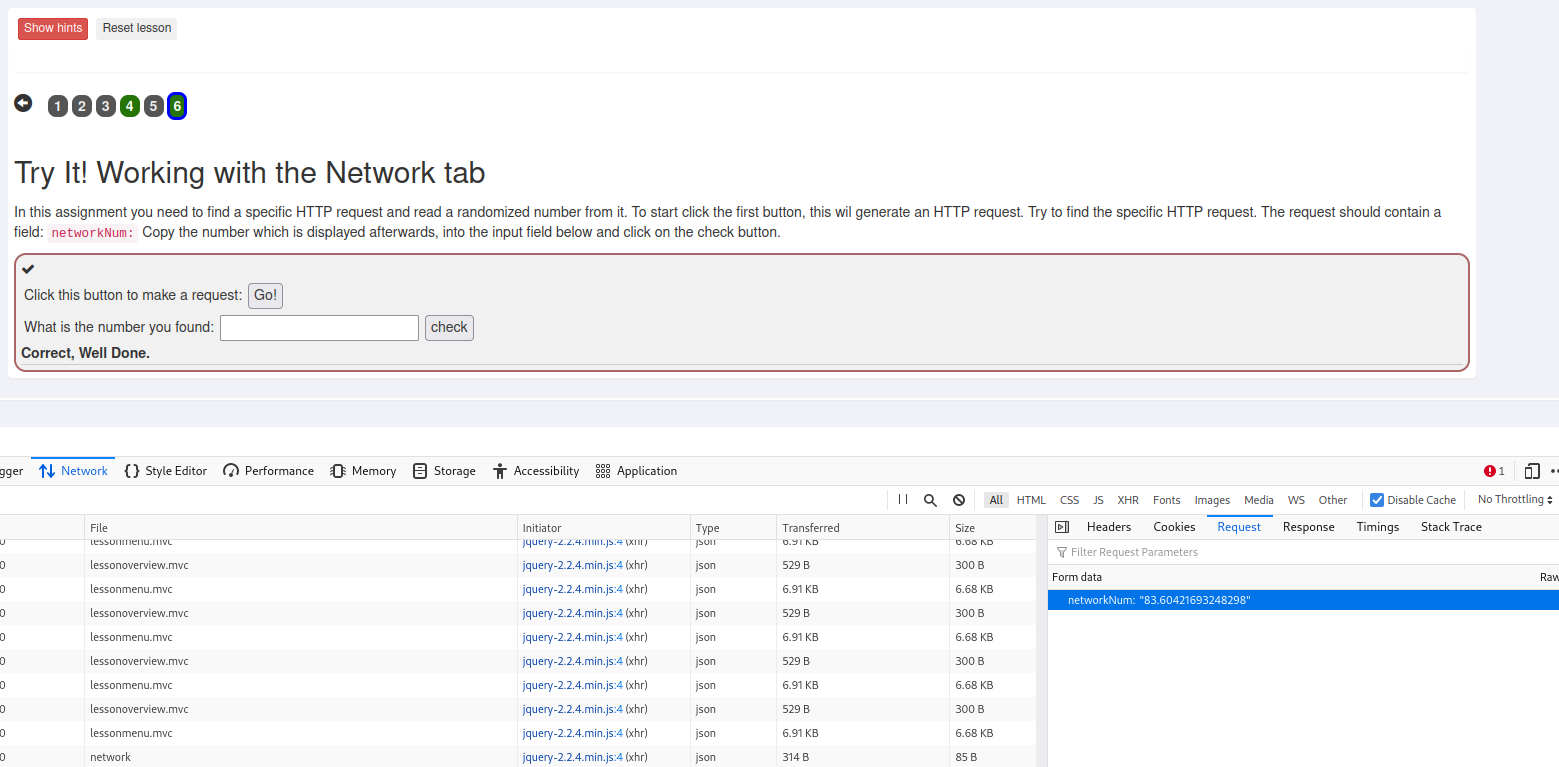 Show hints Reset lesson
1 2 3 4 5 6
Try It! Working with the Network tab
In this assignment you need to find a specific HTTP request and read a randomized number from it. To start click the first button, this wil generate an HTTP request. Try to find the specific HTTP request. The request should contain a
field: networkNum: Copy the number which is displayed afterwards, into the input field below and click on the check button.
Click this button to make a request: Go!
What is the number you found: check
Correct, Well Done.
gger Network Style Editor Performance Memory Storage Accessibility Application 1
All HTML CSS JS XHR Fonts Images Media WS Other Disable Cache No Throttling
File Initiator Type Transferred Size Headers Cookies Request Response Timings Stack Trace
0 lessonmenu.mvc jquery-2.2.4.min.js:4 (xhr) json 6.91 KB 6.68 KB
Filter Request Parameters
0 lessonoverview.mvc jquery-2.2.4.min.js:4 (xhr) json 529 B 300 B
Form data Raw
0 lessonmenu.mvc jquery-2.2.4.min.js:4 (xhr) json 6.91 KB 6.68 KB
networkNum: "83.60421693248298"
0 lessonoverview.mvc jquery-2.2.4.min.js:4 (xhr) json 529 B 300 B
0 lessonmenu.mvc jquery-2.2.4.min.js:4 (xhr) json 6.91 KB 6.68 KB
0 lessonoverview.mvc jquery-2.2.4.min.js:4 (xhr) json 529 B 300 B
0 lessonmenu.mvc jquery-2.2.4.min.js:4 (xhr) json 6.91 KB 6.68 KB
0 lessonoverview.mvc jquery-2.2.4.min.js:4 (xhr) json 529 B 300 B
0 lessonmenu.mvc jquery-2.2.4.min.js:4 (xhr) json 6.91 KB 6.68 KB
0 network jquery-2.2.4.min.js:4 (xhr) json 314 B 85 B